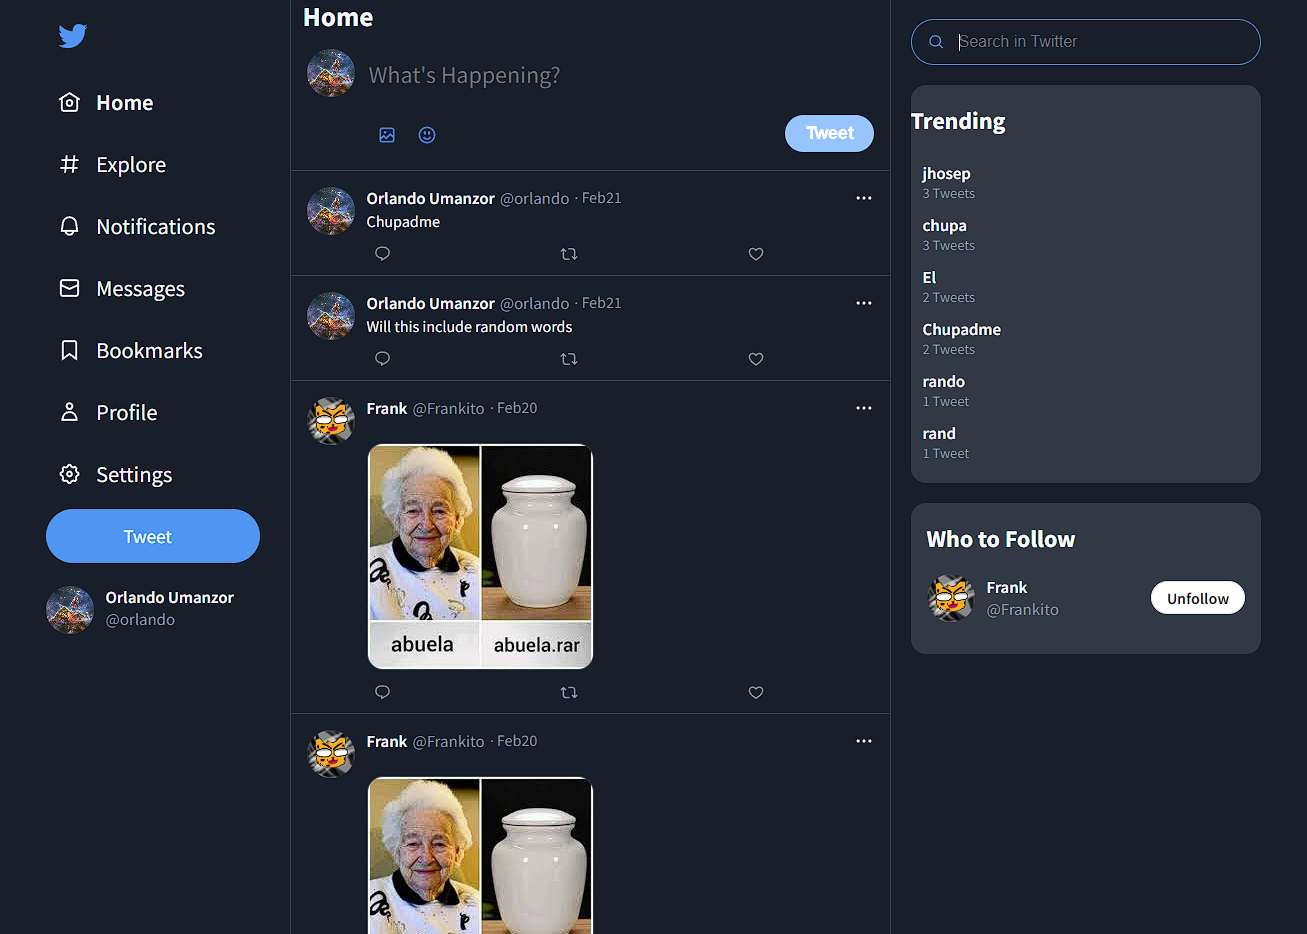 Home
Explore
Notifications
Messages
Bookmarks
Profile
Settings
Tweet
Orlando Umanzor
@orlando
Home
What's Happening?
Tweet
Orlando Umanzor @orlando · Feb21
Chupadme
Orlando Umanzor @orlando · Feb21
Will this include random words
Frank @Frankito · Feb20
abuela
abuela.rar
Frank @Frankito · Feb20
Search in Twitter
Trending
jhosep
3 Tweets
chupa
3 Tweets
El
2 Tweets
Chupadme
2 Tweets
rando
1 Tweet
rand
1 Tweet
Who to Follow
Frank
@Frankito
Unfollow